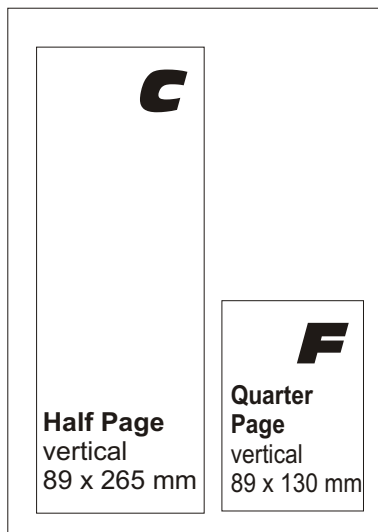 C
Half Page
vertical
89 x 265 mm
F
Quarter
Page
vertical
89 x 130 mm